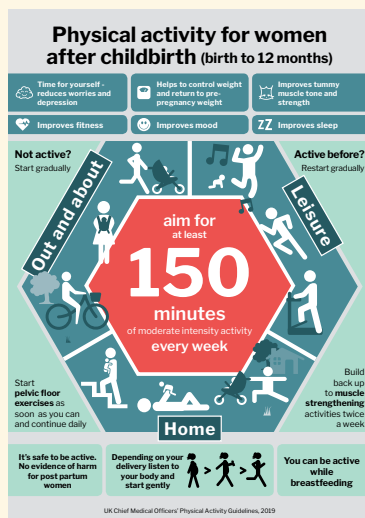 Physical activity for women
after childbirth (birth to 12 months)
Time for yourself -
reduces worries and
depression
Helps to control weight
and return to pre-
pregnancy weight
Improves tummy
muscle tone and
strength
Improves fitness
Improves mood
ZZ Improves sleep
Not active?
Start gradually
Active before?
Restart gradually
Out and about
Leisure
aim for
at least
150
minutes
of moderate intensity activity
every week
Start
pelvic floor
exercises as
soon as you can
and continue daily
Build
back up
to muscle
strengthening
activities twice
a week
Home
It's safe to be active.
No evidence of harm
for post partum
women
Depending on your
delivery listen to
your body and
start gently
> >
You can be active
while
breastfeeding
UK Chief Medical Officers' Physical Activity Guidelines, 2019